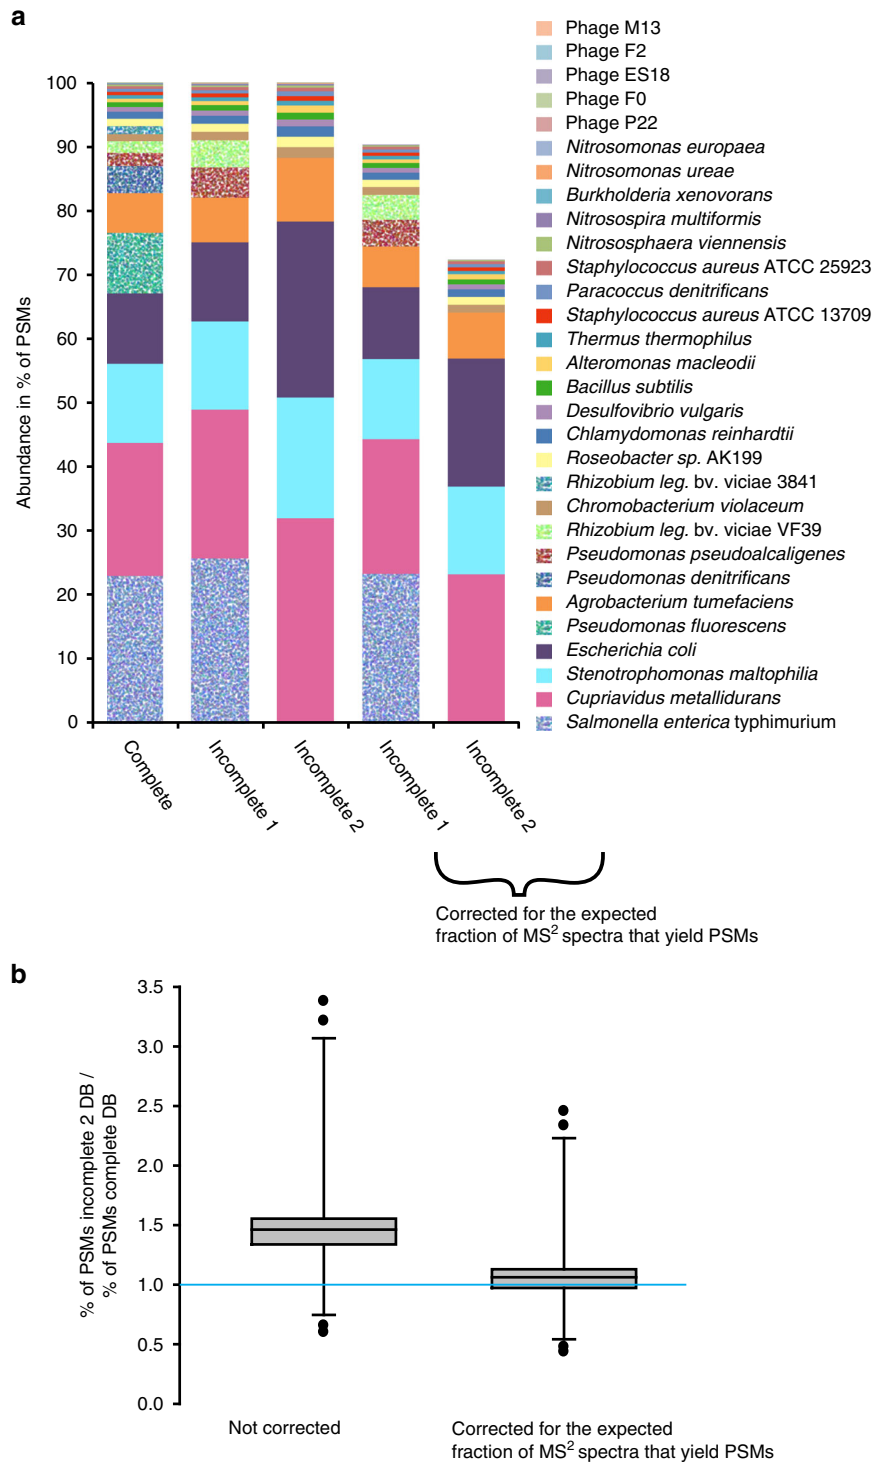 a
Phage M13
Phage F2
Phage ES18
Phage F0
Phage P22
Nitrosomonas europaea
Nitrosomonas ureae
Burkholderia xenovorans
Nitrosospira multiformis
Nitrososphaera viennensis
Staphylococcus aureus ATCC 25923
Paracoccus denitrificans
Staphylococcus aureus ATCC 13709
Thermus thermophilus
Alteromonas macleodii
Bacillus subtilis
Desulfovibrio vulgaris
Chlamydomonas reinhardtii
Roseobacter sp. AK199
Rhizobium leg. bv. viciae 3841
Chromobacterium violaceum
Rhizobium leg. bv. viciae VF39
Pseudomonas pseudoalcaligenes
Pseudomonas denitrificans
Agrobacterium tumefaciens
Pseudomonas fluorescens
Escherichia coli
Stenotrophomonas maltophilia
Cupriavidus metallidurans
Salmonella enterica typhimurium
Abundance in % of PSMs
100
90
80
70
60
50
40
30
20
10
0
Complete
Incomplete 1
Incomplete 2
Incomplete 1
Incomplete 2
Corrected for the expected
fraction of MS² spectra that yield PSMs
b
% of PSMs incomplete 2 DB /
% of PSMs complete DB
3.5
3.0
2.5
2.0
1.5
1.0
0.5
0.0
Not corrected
Corrected for the expected
fraction of MS² spectra that yield PSMs